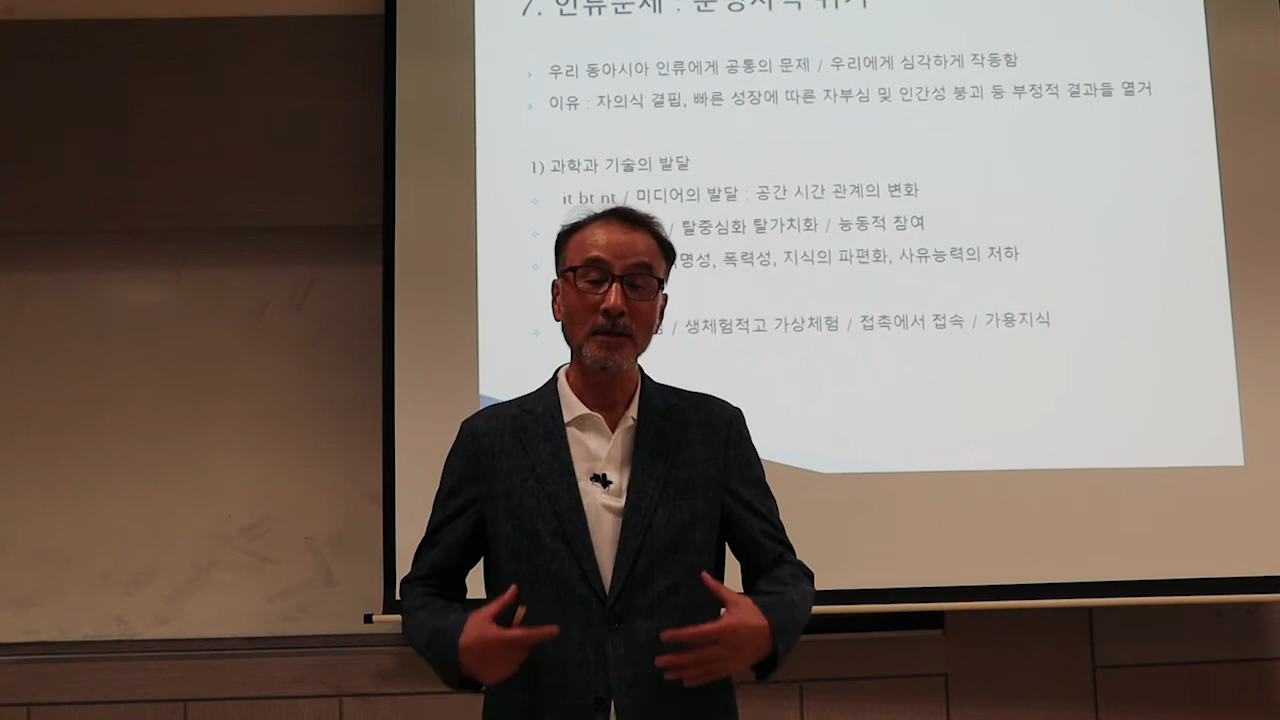 7. 인류문제 : 문명사적 위기
우리 동아시아 인류에게 공통의 문제 / 우리에게 심각하게 작동함
이유 : 자의식 결핍, 빠른 성장에 따른 자부심 및 인간성 붕괴 등 부정적 결과들 열거
1) 과학과 기술의 발달
it bt nt / 미디어의 발달 : 공간 시간 관계의 변화
/ 탈중심화 탈가치화 / 능동적 참여
명성, 폭력성, 지식의 파편화, 사유능력의 저하
/ 생체험적고 가상체험 / 접촉에서 접속 / 가용지식